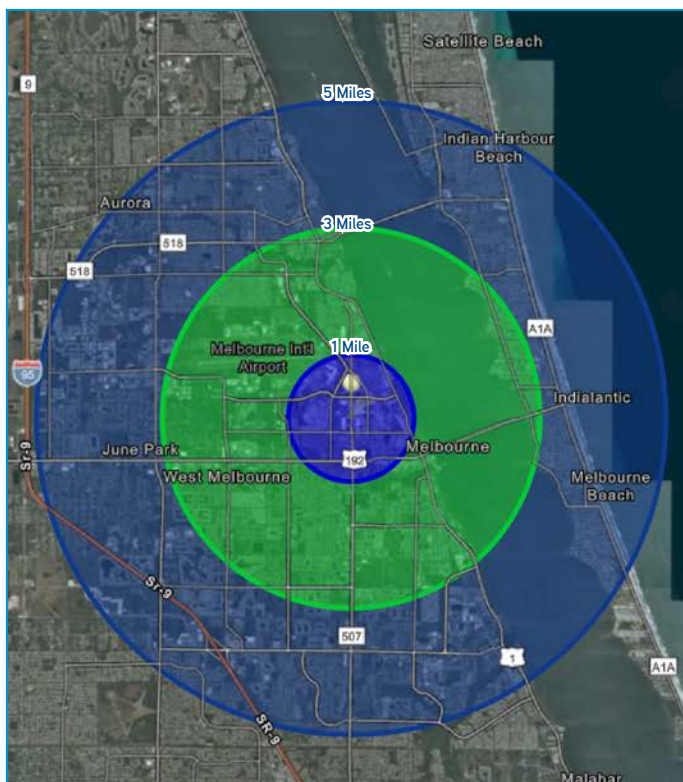 Satellite Beach
9
5 Miles
Indian Harbour
Beach
Aurora
3 Miles
518
518
A1A
1 Mile
Melbourne Int'l
Airport
95
Indialantic
Sr-9
June Park
Melbourne
192
West Melbourne
Melbourne
Beach
Sr-9
507
1
A1A
SR-9
Malabar